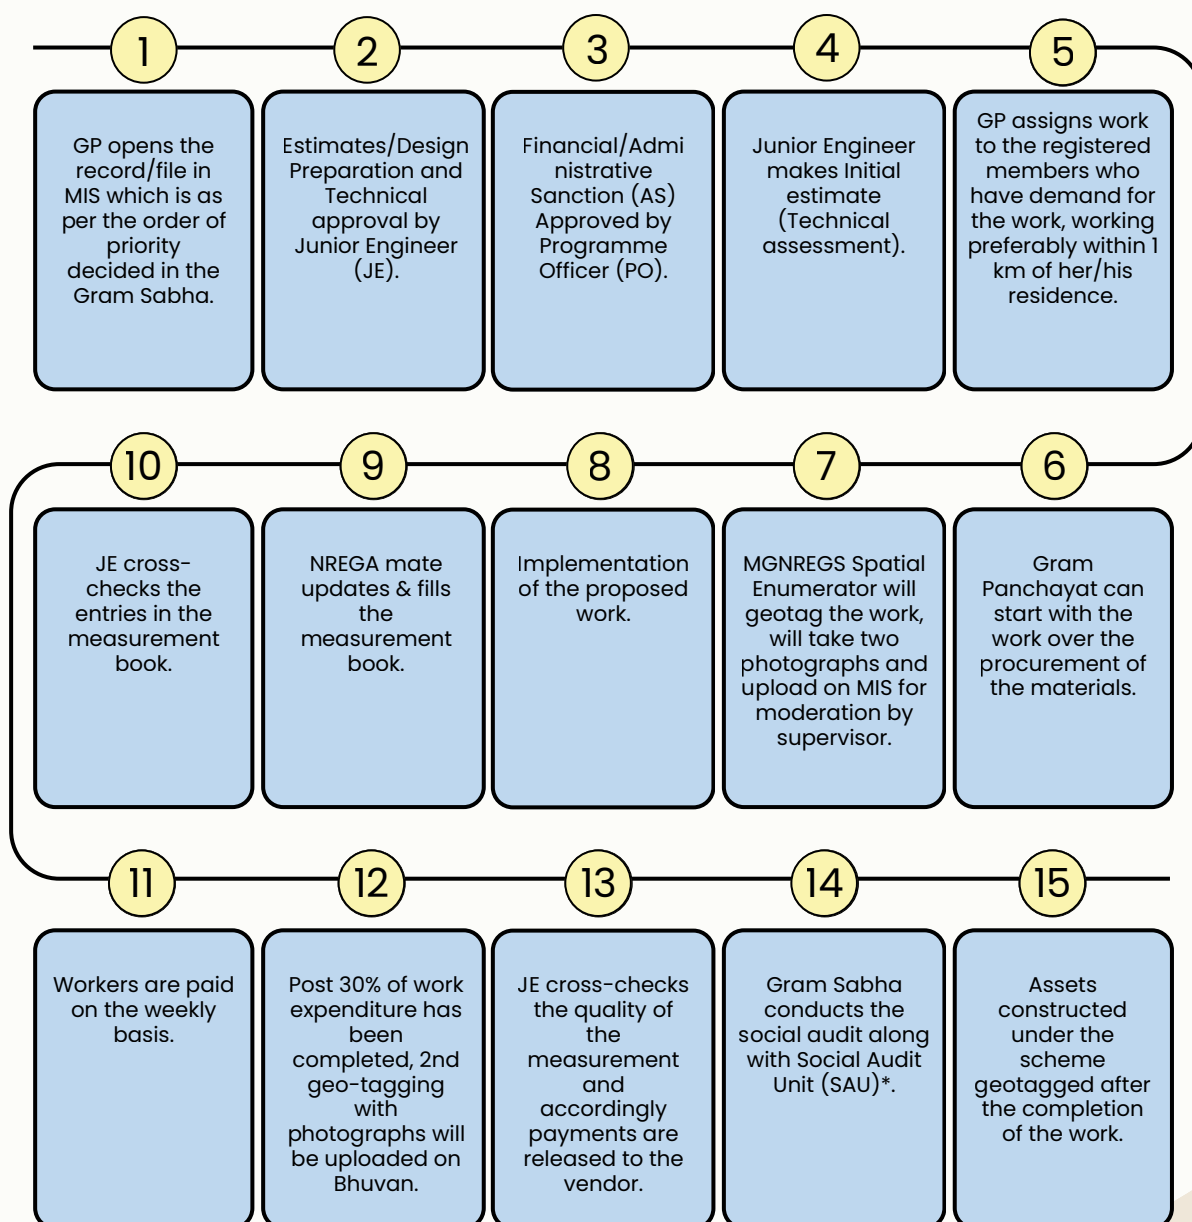 1
GP opens the
record/file in
MIS which is as
per the order of
priority
decided in the
Gram Sabha.
2
Estimates/Design
Preparation and
Technical
approval by
Junior Engineer
(JE).
3
Financial/Admi
nistrative
Sanction (AS)
Approved by
Programme
Officer (PO).
4
Junior Engineer
makes Initial
estimate
(Technical
assessment).
5
GP assigns work
to the registered
members who
have demand for
the work, working
preferably within 1
km of her/his
residence.
6
Gram
Panchayat can
start with the
work over the
procurement of
the materials.
7
MGNREGS Spatial
Enumerator will
geotag the work,
will take two
photographs and
upload on MIS for
moderation by
supervisor.
8
Implementation
of the proposed
work.
9
NREGA mate
updates & fills
the
measurement
book.
10
JE cross-
checks the
entries in the
measurement
book.
11
Workers are paid
on the weekly
basis.
12
Post 30% of work
expenditure has
been
completed, 2nd
geo-tagging
with
photographs will
be uploaded on
Bhuvan.
13
JE cross-checks
the quality of
the
measurement
and
accordingly
payments are
released to the
vendor.
14
Gram Sabha
conducts the
social audit along
with Social Audit
Unit (SAU)*.
15
Assets
constructed
under the
scheme
geotagged after
the completion
of the work.